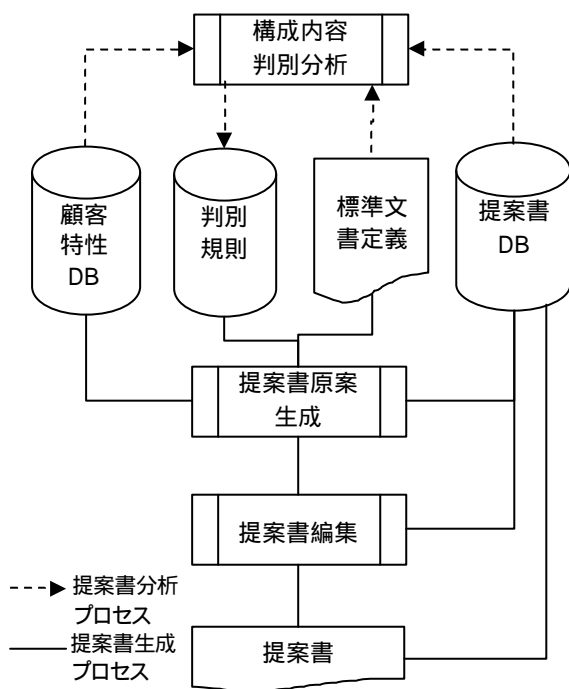 構成内容
判別分析
顧客
特性
DB
判別
規則
標準文
書定義
提案書
DB
提案書原案
生成
提案書編集
提案書分析
プロセス
提案書生成
プロセス
提案書